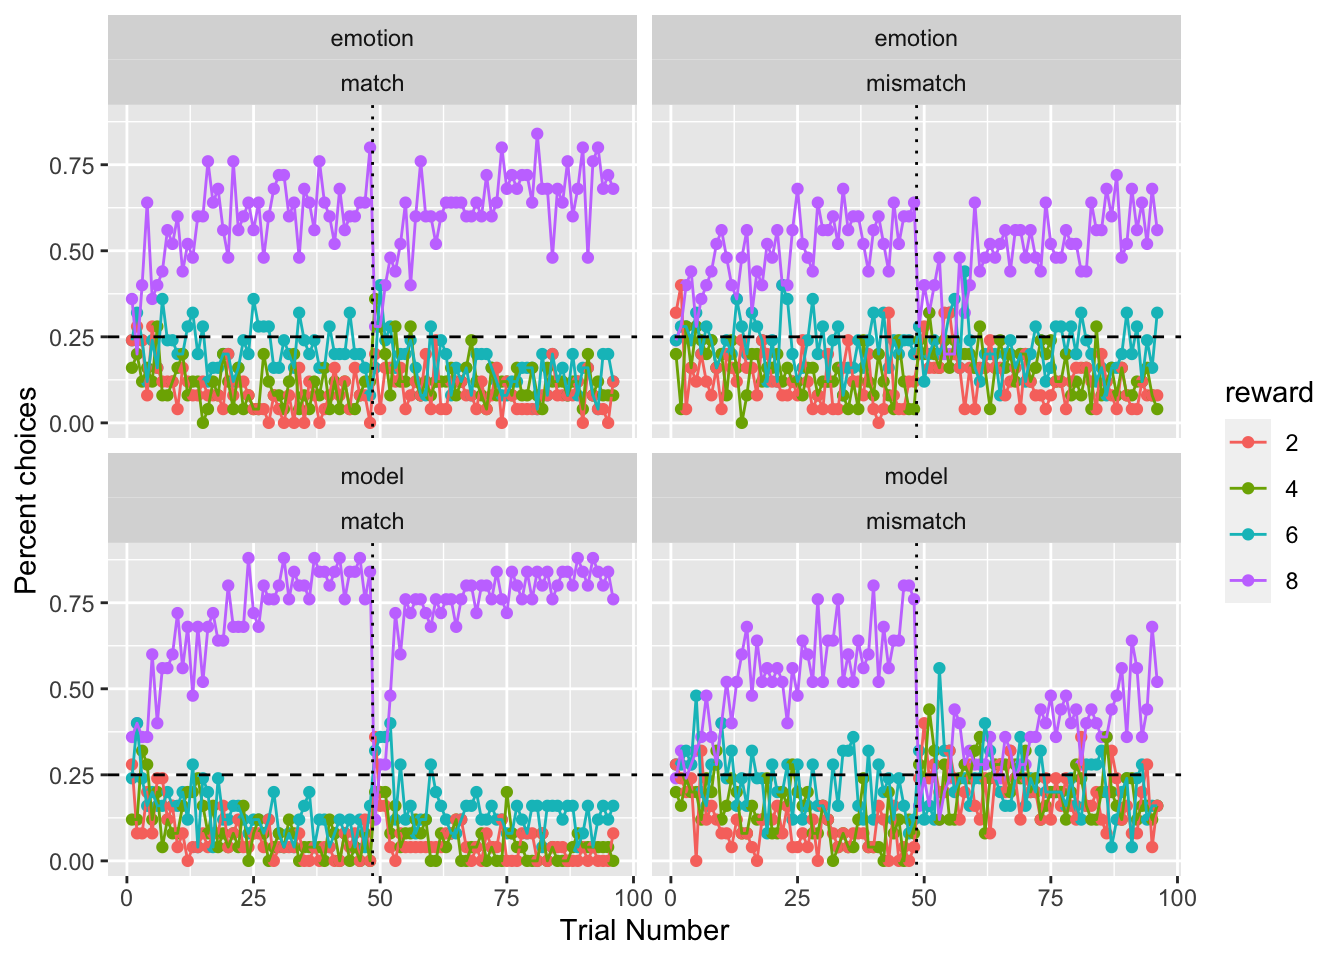 emotion
match
emotion
mismatch
0.75
0.50
0.25
0.00
model
match
model
mismatch
0.75
0.50
0.25
0.00
0 25 50 75 100
0 25 50 75 100
Trial Number
Percent choices
reward
2
4
6
8